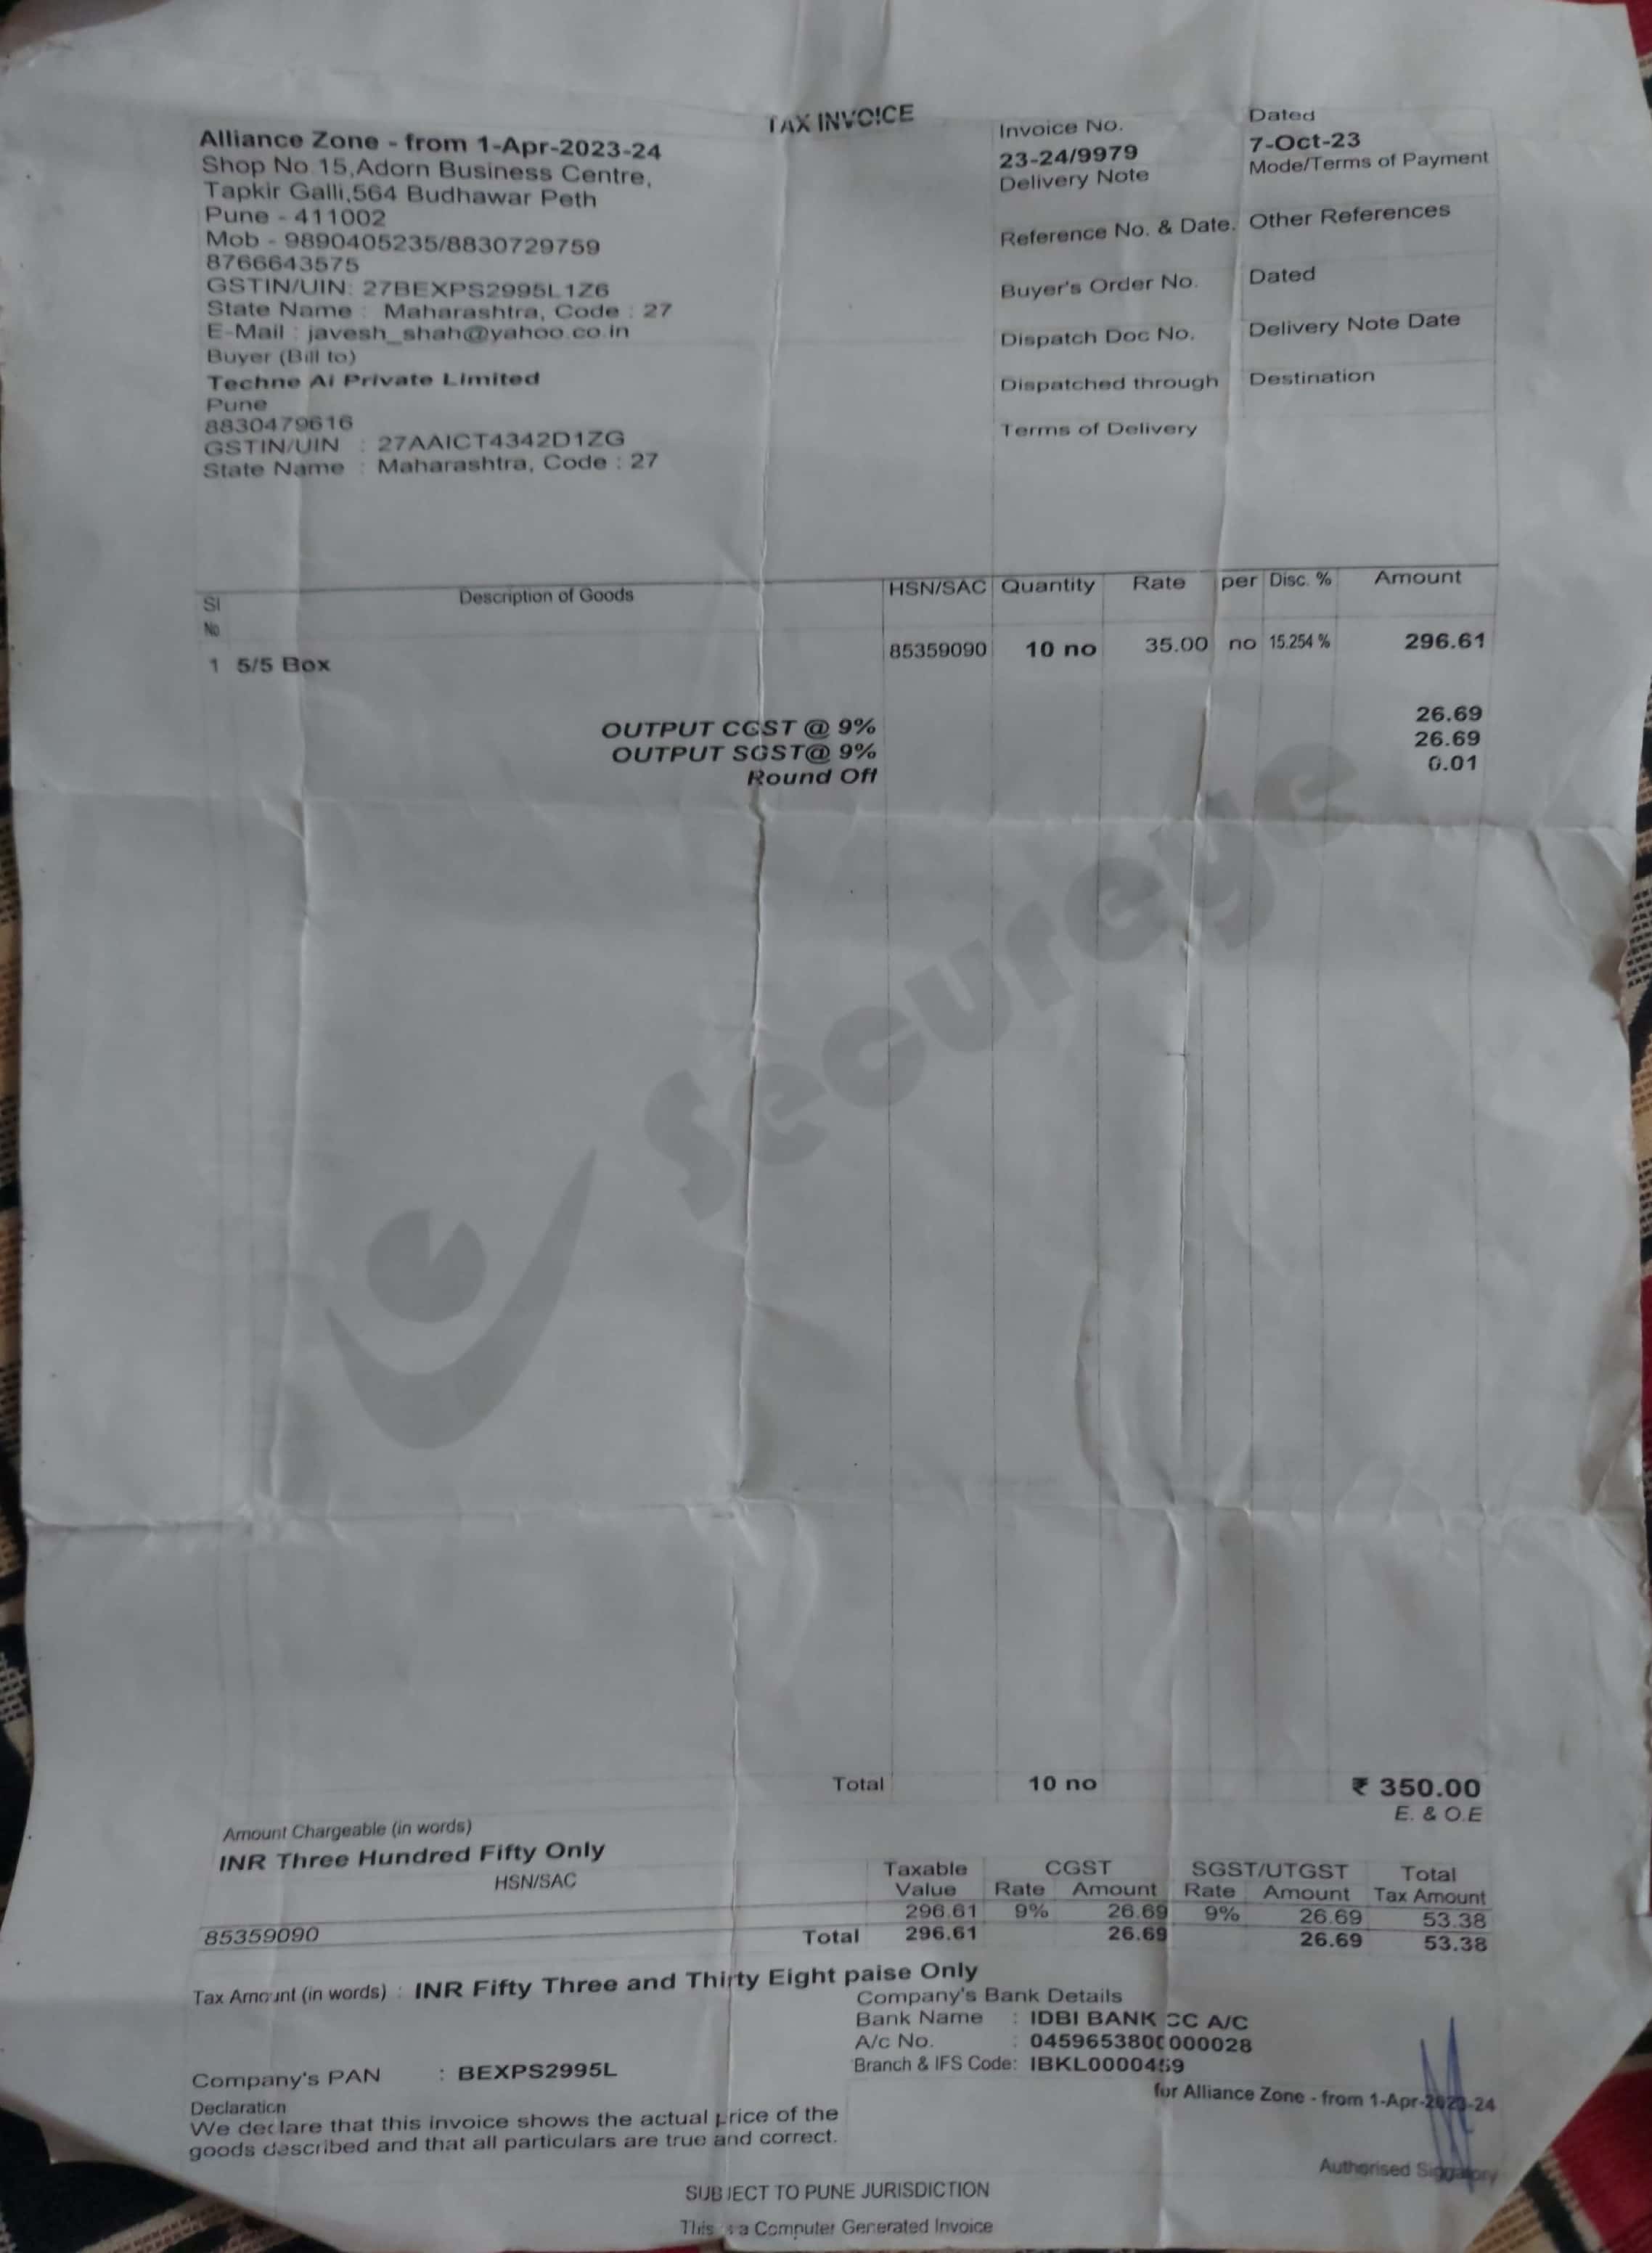 TAX INVOICE
Alliance Zone - from 1-Apr-2023-24
Shop No 15,Adorn Business Centre,
Tapkir Galli,564 Budhawar Peth
Pune - 411002
Mob - 9890405235/8830729759
8766643575
GSTIN/UIN: 27BEXPS2995L1Z6
State Name : Maharashtra, Code : 27
E-Mail : javesh_shah@yahoo.co.in
Buyer (Bill to)
Techne Ai Private Limited
Pune
8830479616
GSTIN/UIN : 27AAICT4342D1ZG
State Name : Maharashtra, Code : 27
Invoice No. Dated
23-24/9979 7-Oct-23
Delivery Note Mode/Terms of Payment
Reference No. & Date. Other References
Buyer's Order No. Dated
Dispatch Doc No. Delivery Note Date
Dispatched through Destination
Terms of Delivery
Sl No Description of Goods HSN/SAC Quantity Rate per Disc. % Amount
1 5/5 Box 85359090 10 no 35.00 no 15.254 % 296.61
OUTPUT CGST @ 9% 26.69
OUTPUT SGST@ 9% 26.69
Round Off 0.01
Secureye
Total 10 no ₹ 350.00
E. & O.E
Amount Chargeable (in words)
INR Three Hundred Fifty Only
HSN/SAC Taxable Value CGST Rate Amount SGST/UTGST Rate Amount Total Tax Amount
85359090 296.61 9% 26.69 9% 26.69 53.38
Total 296.61 26.69 26.69 53.38
Tax Amount (in words) : INR Fifty Three and Thirty Eight paise Only
Company's Bank Details
Bank Name : IDBI BANK CC A/C
A/c No. : 0459653800000028
Branch & IFS Code: IBKL0000459
Company's PAN : BEXPS2995L
Declaration
We declare that this invoice shows the actual price of the
goods described and that all particulars are true and correct.
for Alliance Zone - from 1-Apr-2023-24
Authorised Signatory
SUBJECT TO PUNE JURISDICTION
This is a Computer Generated Invoice